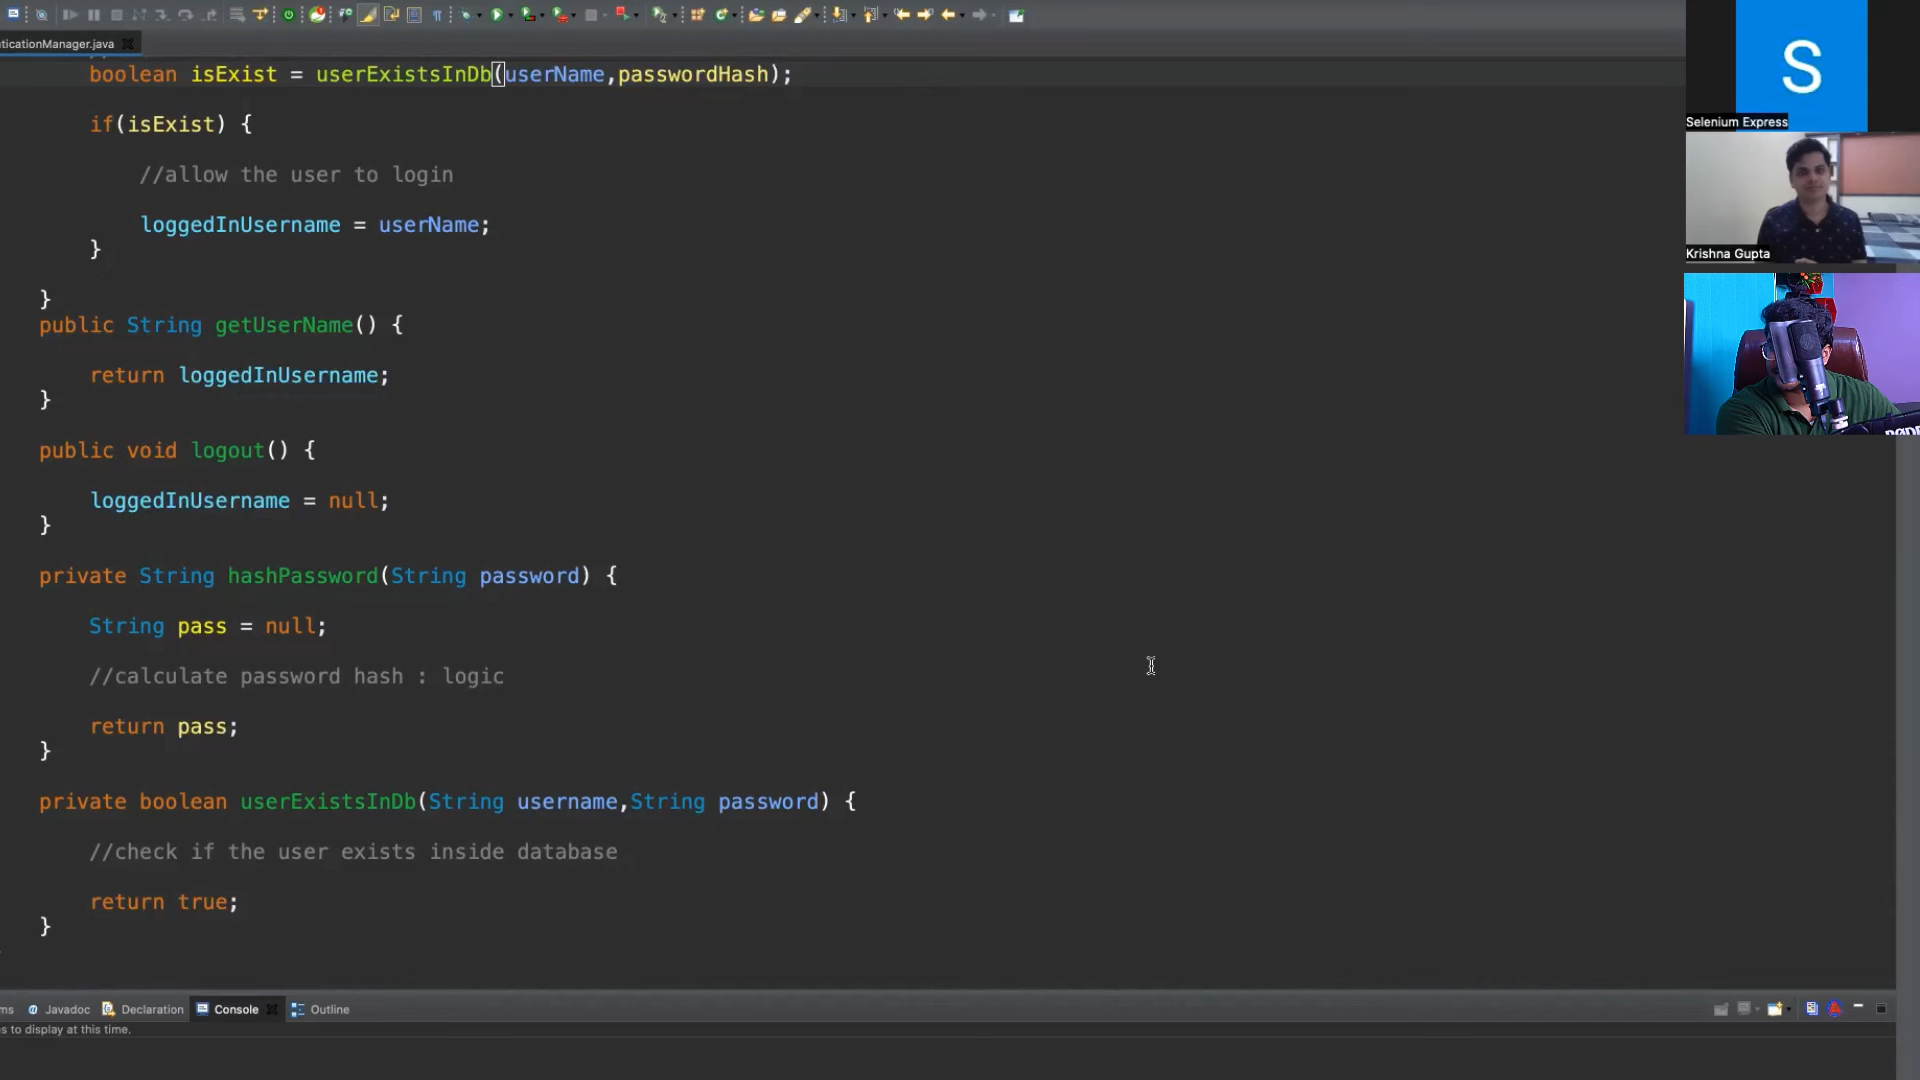 ticationManager.java
boolean isExist = userExistsInDb(userName,passwordHash);
if(isExist) {
//allow the user to login
loggedInUsername = userName;
}
}
public String getUserName() {
return loggedInUsername;
}
public void logout() {
loggedInUsername = null;
}
private String hashPassword(String password) {
String pass = null;
//calculate password hash : logic
return pass;
}
private boolean userExistsInDb(String username,String password) {
//check if the user exists inside database
return true;
}
ms @ Javadoc Declaration Console Outline
s to display at this time.
S
Selenium Express
Krishna Gupta